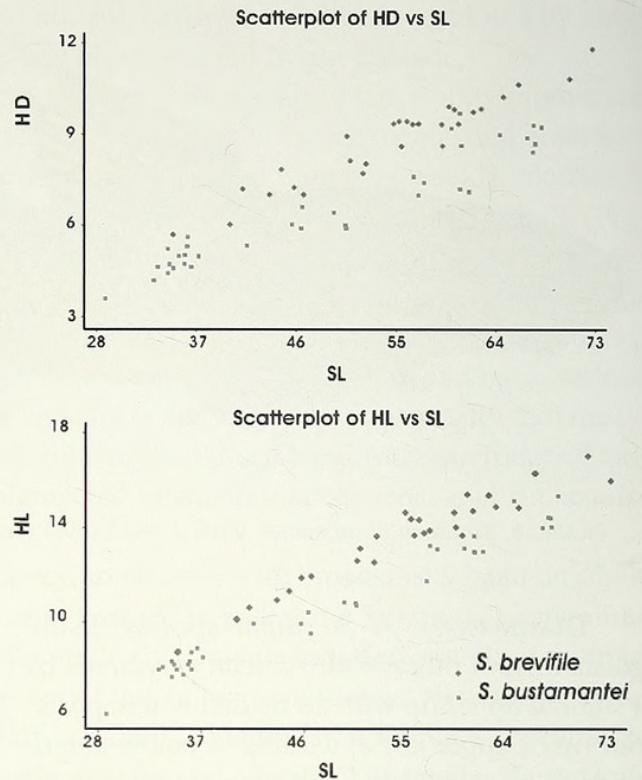 Scatterplot of HD vs SL
12
HD
9
6
3
28 37 46 55 64 73
SL
Scatterplot of HL vs SL
18
HL
14
10
S. brevifile
S. bustamantei
6
28 37 46 55 64 73
SL